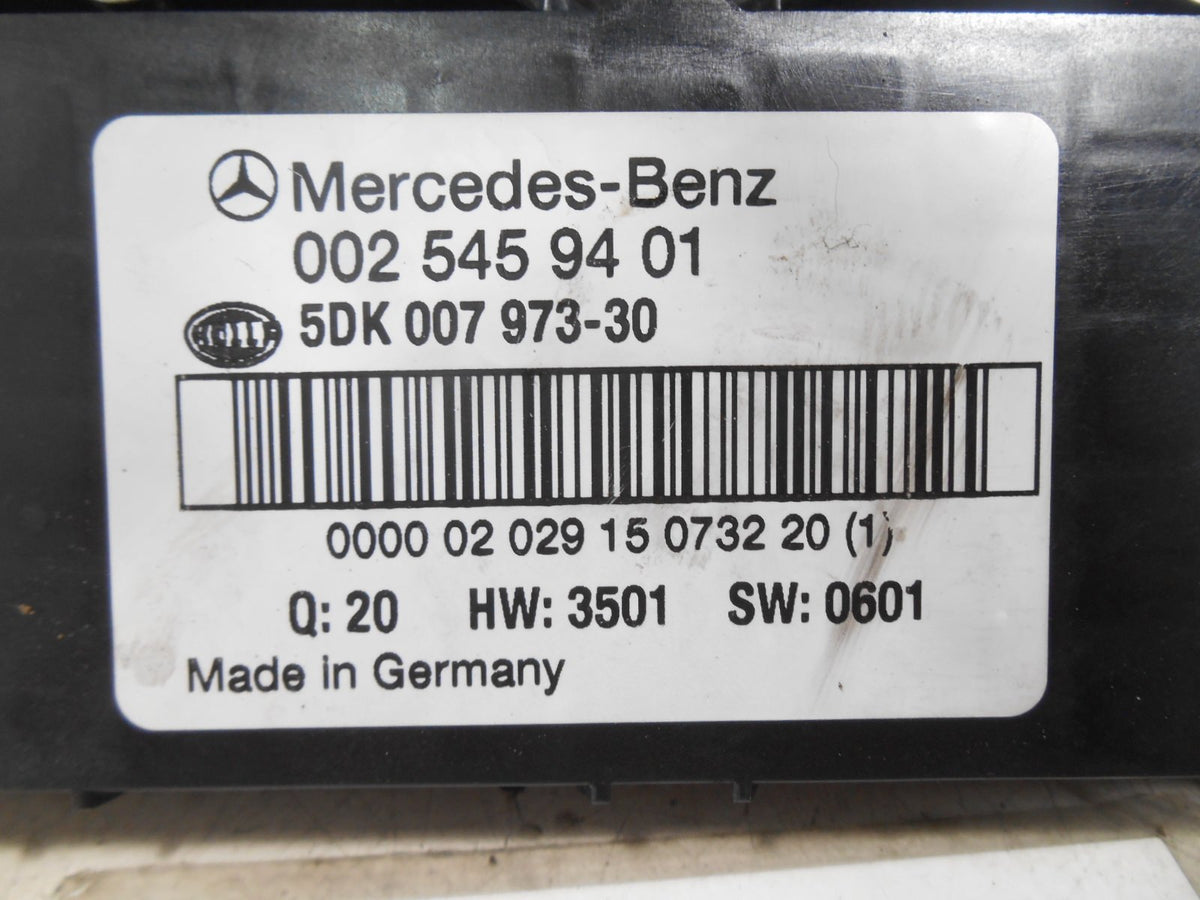 Mercedes-Benz
002 545 94 01
HELLA 5DK 007 973-30
0000 02 029 15 0732 20 (1)
Q: 20 HW: 3501 SW: 0601
Made in Germany